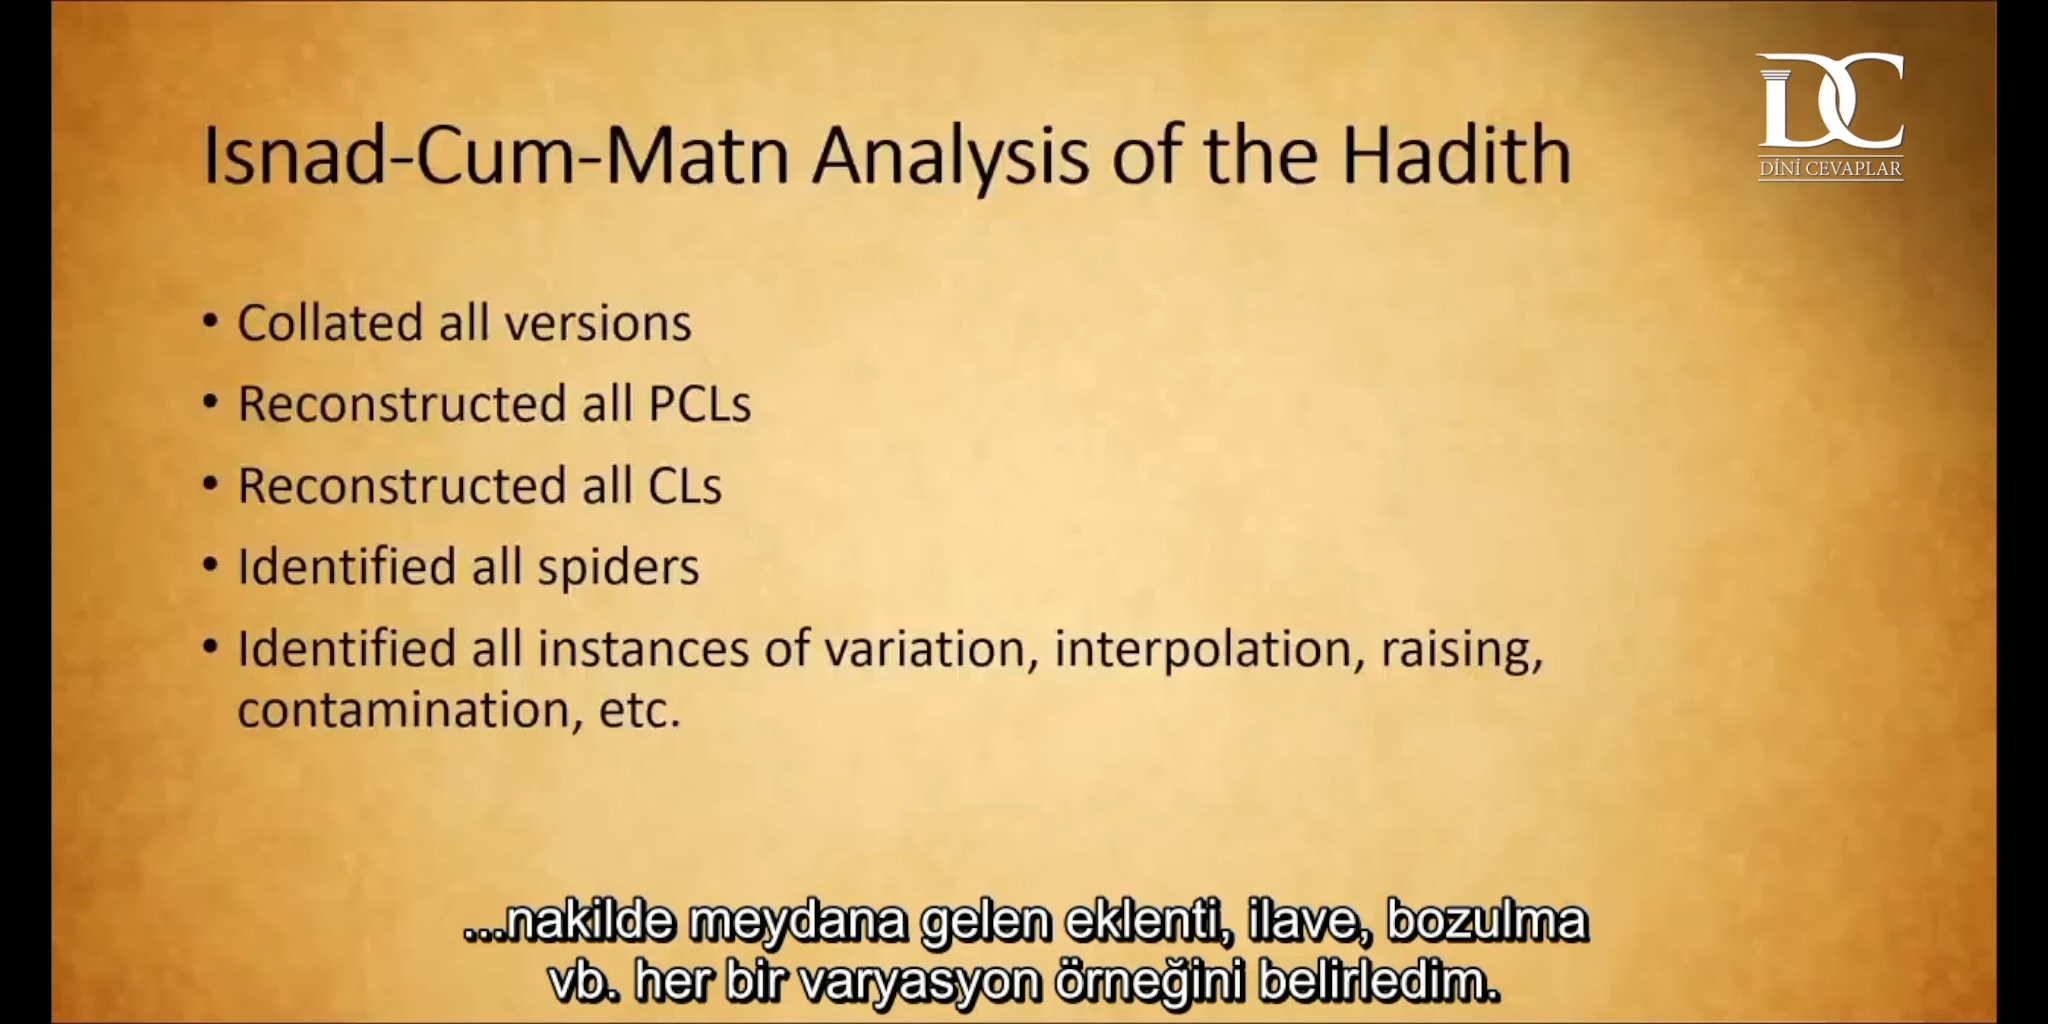 DC
DİNİ CEVAPLAR
Isnad-Cum-Matn Analysis of the Hadith
• Collated all versions
• Reconstructed all PCLs
• Reconstructed all CLs
• Identified all spiders
• Identified all instances of variation, interpolation, raising,
contamination, etc.
...nakilde meydana gelen eklenti, ilave, bozulma
vb. her bir varyasyon örneğini belirledim.